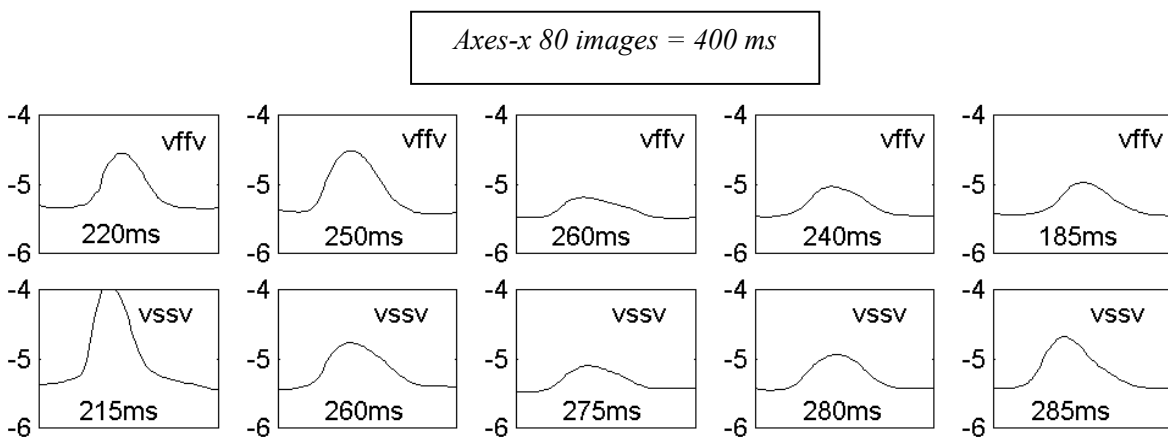 Axes-x 80 images = 400 ms
-4 -4 -4 -4 -4
vffv vffv vffv vffv vffv
-5 -5 -5 -5 -5
220ms 250ms 260ms 240ms 185ms
-6 -6 -6 -6 -6
-4 -4 -4 -4 -4
vssv vssv vssv vssv vssv
-5 -5 -5 -5 -5
215ms 260ms 275ms 280ms 285ms
-6 -6 -6 -6 -6